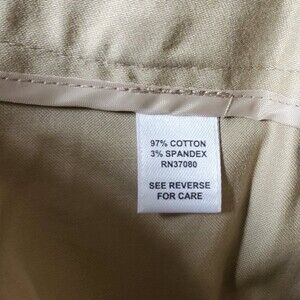 97% COTTON
3% SPANDEX
RN37080
SEE REVERSE
FOR CARE